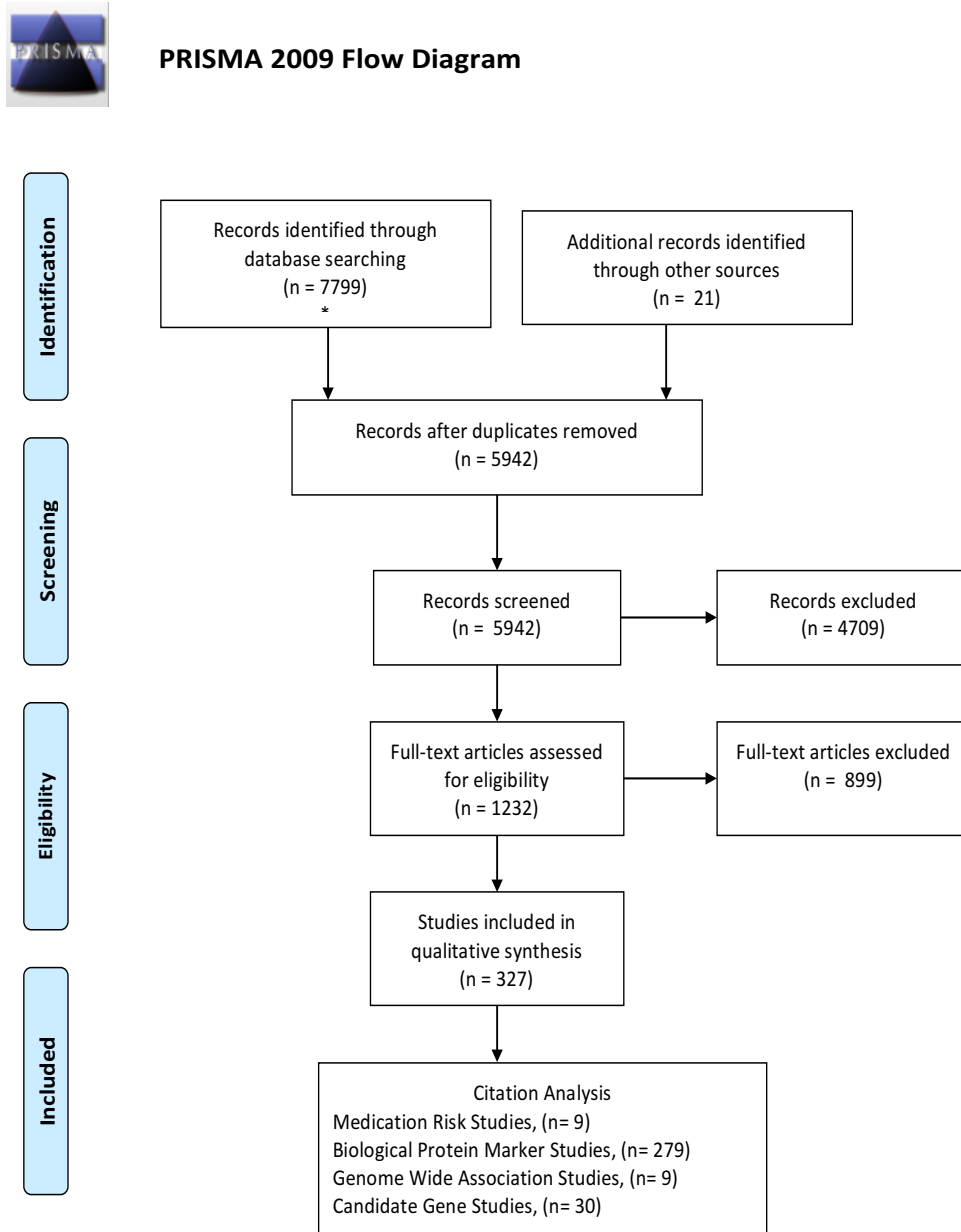 PRISMA
PRISMA 2009 Flow Diagram
Identification
Records identified through
database searching
(n = 7799)
*
Additional records identified
through other sources
(n = 21)
Records after duplicates removed
(n = 5942)
Screening
Records screened
(n = 5942)
Records excluded
(n = 4709)
Eligibility
Full-text articles assessed
for eligibility
(n = 1232)
Full-text articles excluded
(n = 899)
Studies included in
qualitative synthesis
(n = 327)
Included
Citation Analysis
Medication Risk Studies, (n= 9)
Biological Protein Marker Studies, (n= 279)
Genome Wide Association Studies, (n= 9)
Candidate Gene Studies, (n= 30)